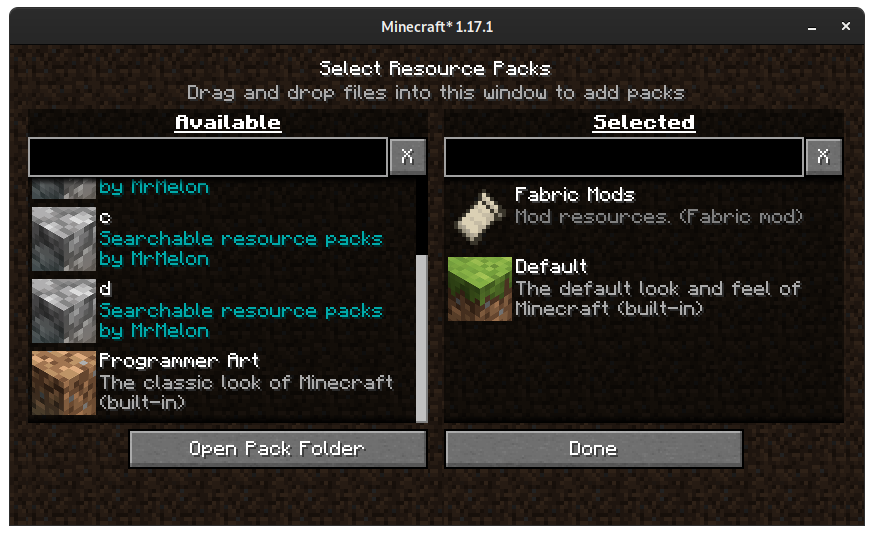 Minecraft* 1.17.1
Select Resource Packs
Drag and drop files into this window to add packs
Available
X
by MrMelon
c
Searchable resource packs
by MrMelon
d
Searchable resource packs
by MrMelon
Programmer Art
The classic look of Minecraft
(built-in)
Selected
X
Fabric Mods
Mod resources. (Fabric mod)
Default
The default look and feel of
Minecraft (built-in)
Open Pack Folder
Done